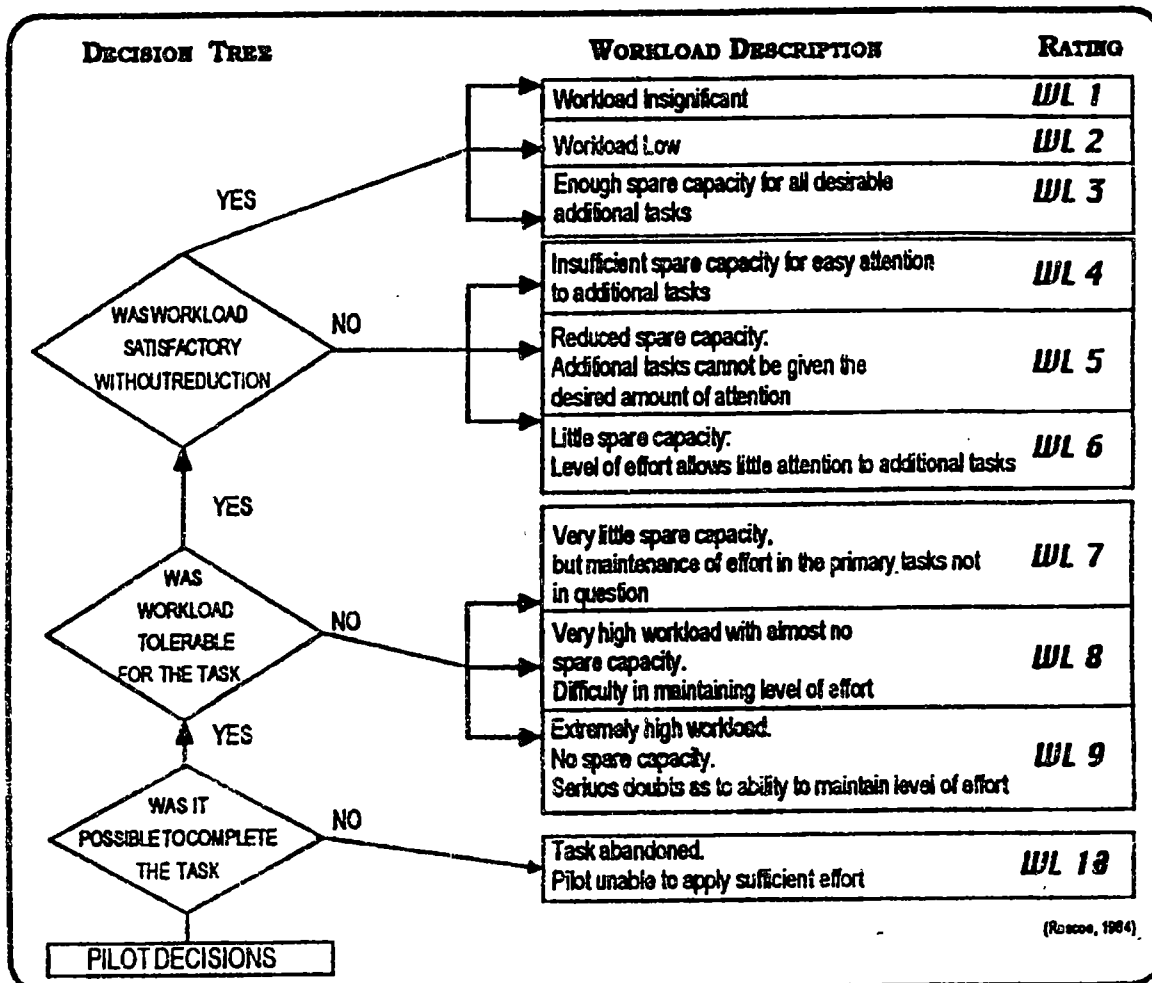 DECISION TREE
WORKLOAD DESCRIPTION
RATING
Workload Insignificant
WL 1
Workload Low
WL 2
Enough spare capacity for all desirable
additional tasks
WL 3
YES
Insufficient spare capacity for easy attention
to additional tasks
WL 4
WAS WORKLOAD
SATISFACTORY
WITHOUT REDUCTION
NO
Reduced spare capacity:
Additional tasks cannot be given the
desired amount of attention
WL 5
Little spare capacity:
Level of effort allows little attention to additional tasks
WL 6
YES
Very little spare capacity,
but maintenance of effort in the primary tasks not
in question
WL 7
WAS
WORKLOAD
TOLERABLE
FOR THE TASK
NO
Very high workload with almost no
spare capacity.
Difficulty in maintaining level of effort
WL 8
YES
Extremely high workload.
No spare capacity.
Seriuos doubts as to ability to maintain level of effort
WL 9
WAS IT
POSSIBLE TO COMPLETE
THE TASK
NO
Task abandoned.
Pilot unable to apply sufficient effort
WL 10
(Roscoe, 1984)
PILOT DECISIONS